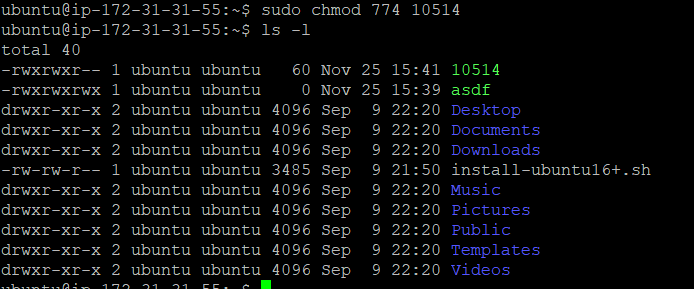 ubuntu@ip-172-31-31-55:~$ sudo chmod 774 10514
ubuntu@ip-172-31-31-55:~$ ls -l
total 40
-rwxrwxr-- 1 ubuntu ubuntu   60 Nov 25 15:41 10514
-rwxrwxrwx 1 ubuntu ubuntu    0 Nov 25 15:39 asdf
drwxr-xr-x 2 ubuntu ubuntu 4096 Sep  9 22:20 Desktop
drwxr-xr-x 2 ubuntu ubuntu 4096 Sep  9 22:20 Documents
drwxr-xr-x 2 ubuntu ubuntu 4096 Sep  9 22:20 Downloads
-rw-rw-r-- 1 ubuntu ubuntu 3485 Sep  9 21:50 install-ubuntu16+.sh
drwxr-xr-x 2 ubuntu ubuntu 4096 Sep  9 22:20 Music
drwxr-xr-x 2 ubuntu ubuntu 4096 Sep  9 22:20 Pictures
drwxr-xr-x 2 ubuntu ubuntu 4096 Sep  9 22:20 Public
drwxr-xr-x 2 ubuntu ubuntu 4096 Sep  9 22:20 Templates
drwxr-xr-x 2 ubuntu ubuntu 4096 Sep  9 22:20 Videos
ubuntu@ip-172-31-31-55:~$